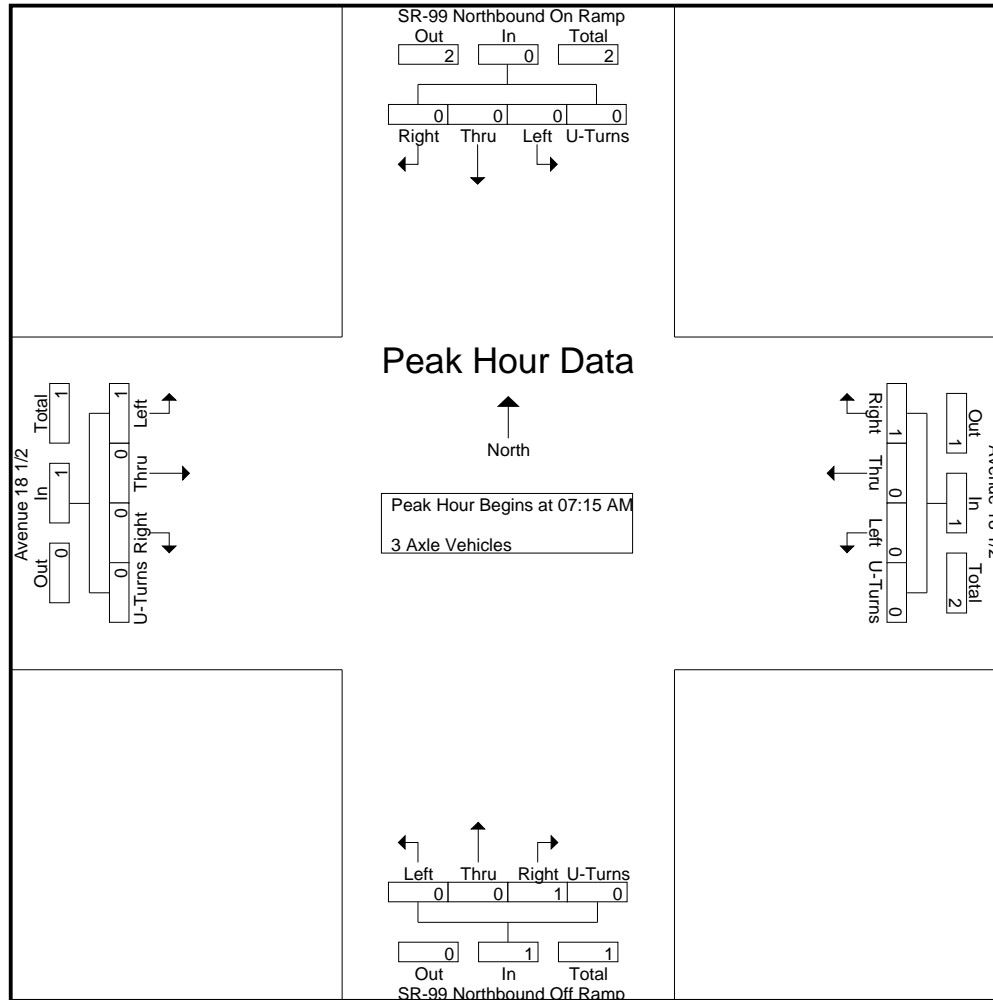 SR-99 Northbound On Ramp
Out In Total
2 0 2
0 0 0 0
Right Thru Left U-Turns
Peak Hour Data
North
Peak Hour Begins at 07:15 AM
3 Axle Vehicles
Avenue 18 1/2
Out In Total
0 1 1
1 0 0 0
Left Thru Right U-Turns
Avenue 18 1/2
Out In Total
1 1 2
1 0 0 0
Right Thru Left U-Turns
Left Thru Right U-Turns
0 0 1 0
0 1 1
Out In Total
SR-99 Northbound Off Ramp